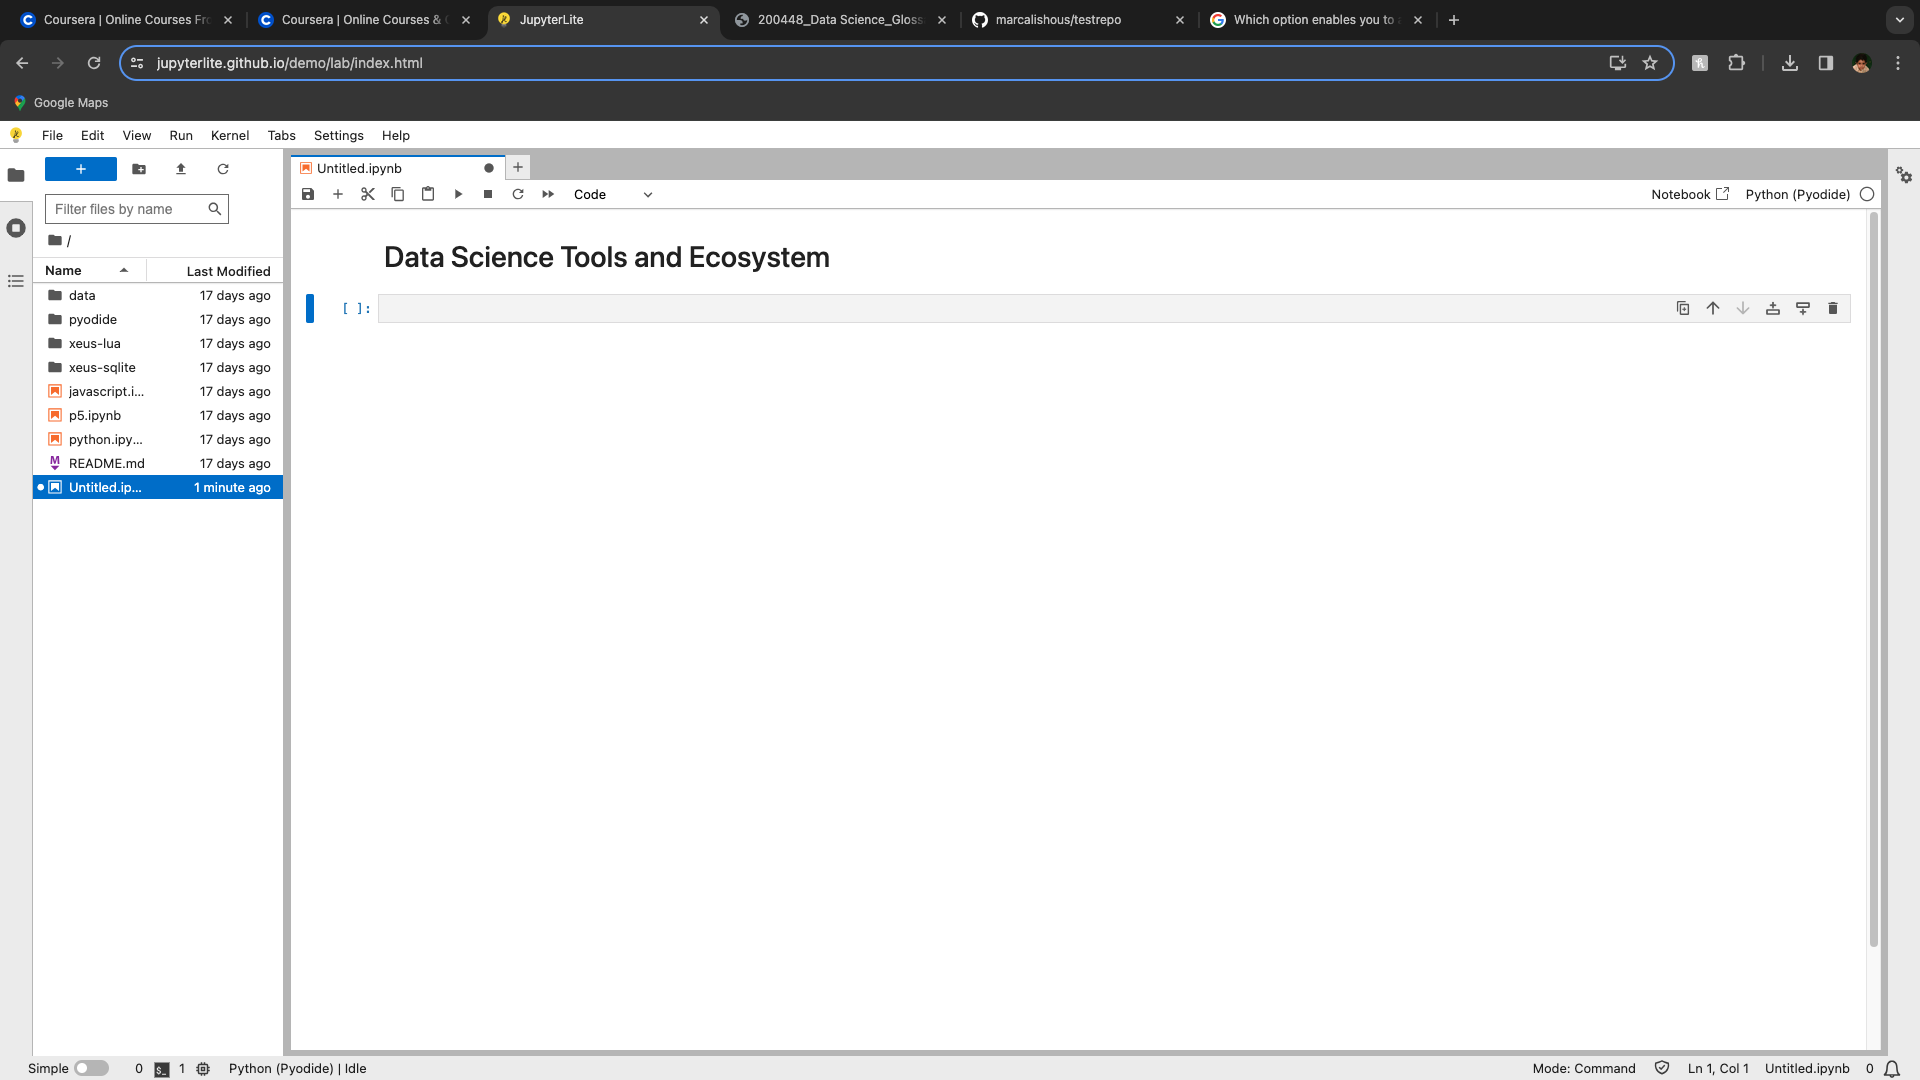 Coursera | Online Courses Fr
Coursera | Online Courses &
JupyterLite
200448_Data Science_Gloss
marcalishous/testrepo
Which option enables you to a
jupyterlite.github.io/demo/lab/index.html
Google Maps
File Edit View Run Kernel Tabs Settings Help
Untitled.ipynb
Filter files by name
Code
Notebook
Python (Pyodide)
/
Name Last Modified
data 17 days ago
pyodide 17 days ago
xeus-lua 17 days ago
xeus-sqlite 17 days ago
javascript.i... 17 days ago
p5.ipynb 17 days ago
python.ipy... 17 days ago
README.md 17 days ago
Untitled.ip... 1 minute ago
Data Science Tools and Ecosystem
[ ]:
Simple 0 $_ 1 Python (Pyodide) | Idle
Mode: Command Ln 1, Col 1 Untitled.ipynb 0